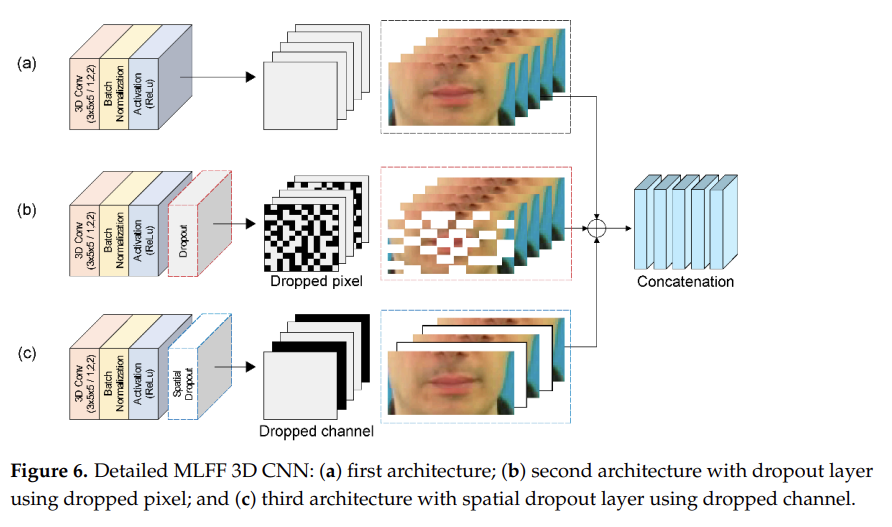 (a)
3D Conv
(3x5x5 / 1,2,2)
Batch
Normalization
Activation
(ReLu)
(b)
3D Conv
(3x5x5 / 1,2,2)
Batch
Normalization
Activation
(ReLu)
Dropout
Dropped pixel
Concatenation
(c)
3D Conv
(3x5x5 / 1,2,2)
Batch
Normalization
Activation
(ReLu)
Spatial
Dropout
Dropped channel
Figure 6. Detailed MLFF 3D CNN: (a) first architecture; (b) second architecture with dropout layer
using dropped pixel; and (c) third architecture with spatial dropout layer using dropped channel.